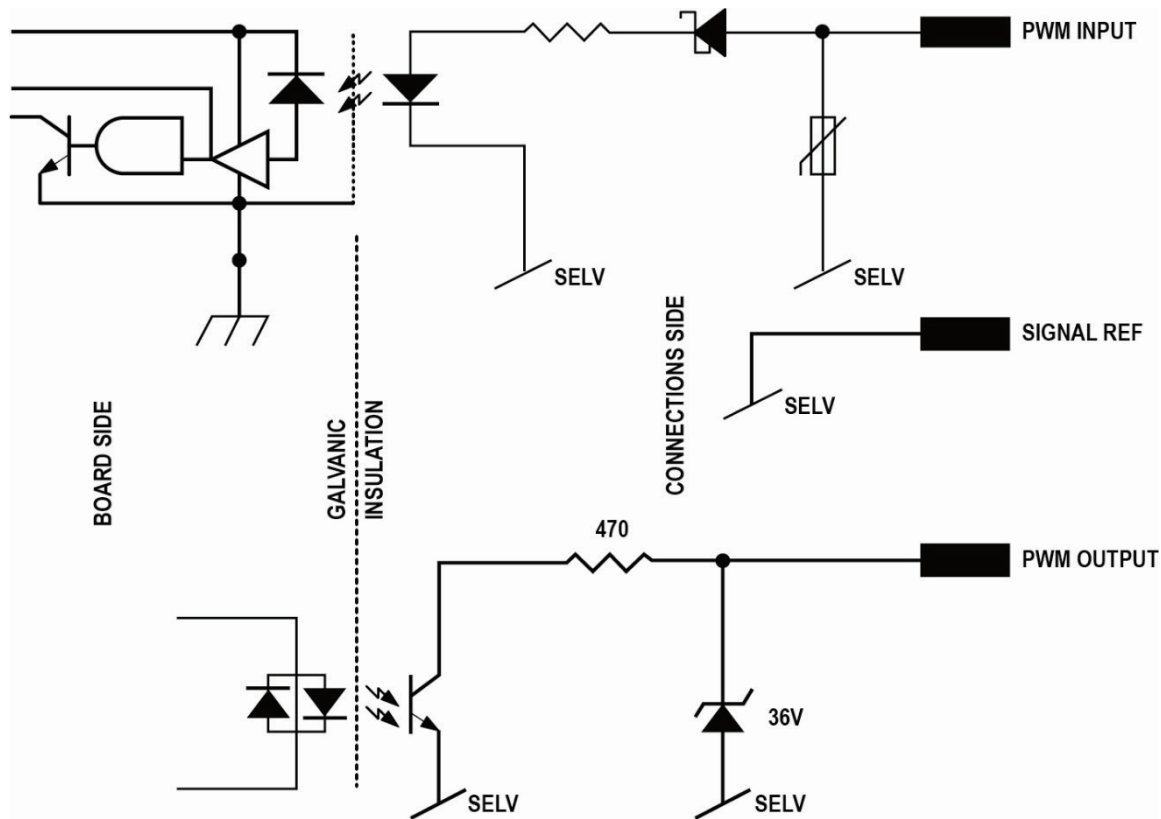 PWM INPUT
SELV
SELV
SIGNAL REF
SELV
BOARD SIDE
GALVANIC
INSULATION
CONNECTIONS SIDE
470
PWM OUTPUT
36V
SELV
SELV